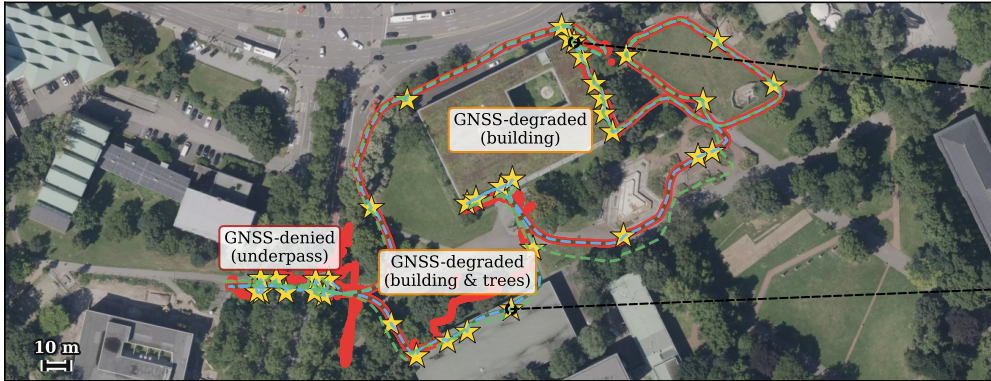 GNSS-degraded
(building)
GNSS-denied
(underpass)
GNSS-degraded
(building & trees)
10 m